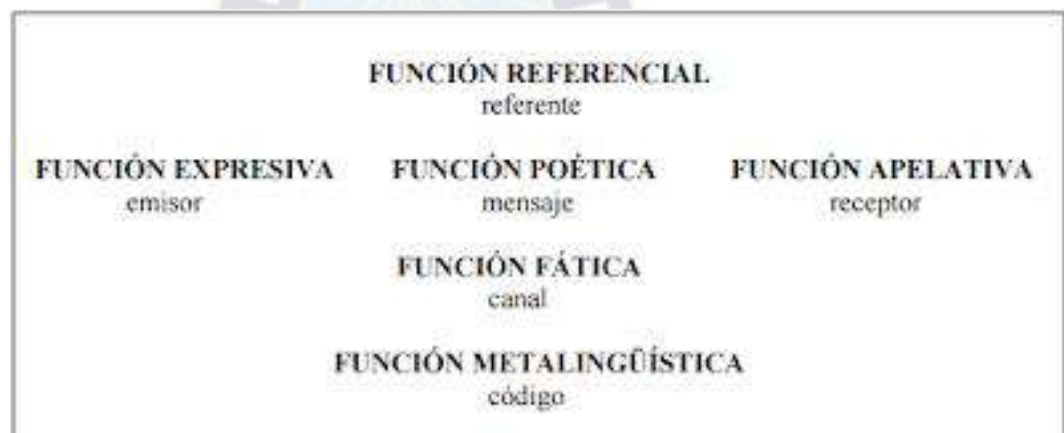 FUNCIÓN REFERENCIAL
referente
FUNCIÓN EXPRESIVA FUNCIÓN POÉTICA FUNCIÓN APELATIVA
emisor mensaje receptor
FUNCIÓN FÁTICA
canal
FUNCIÓN METALINGÜÍSTICA
código